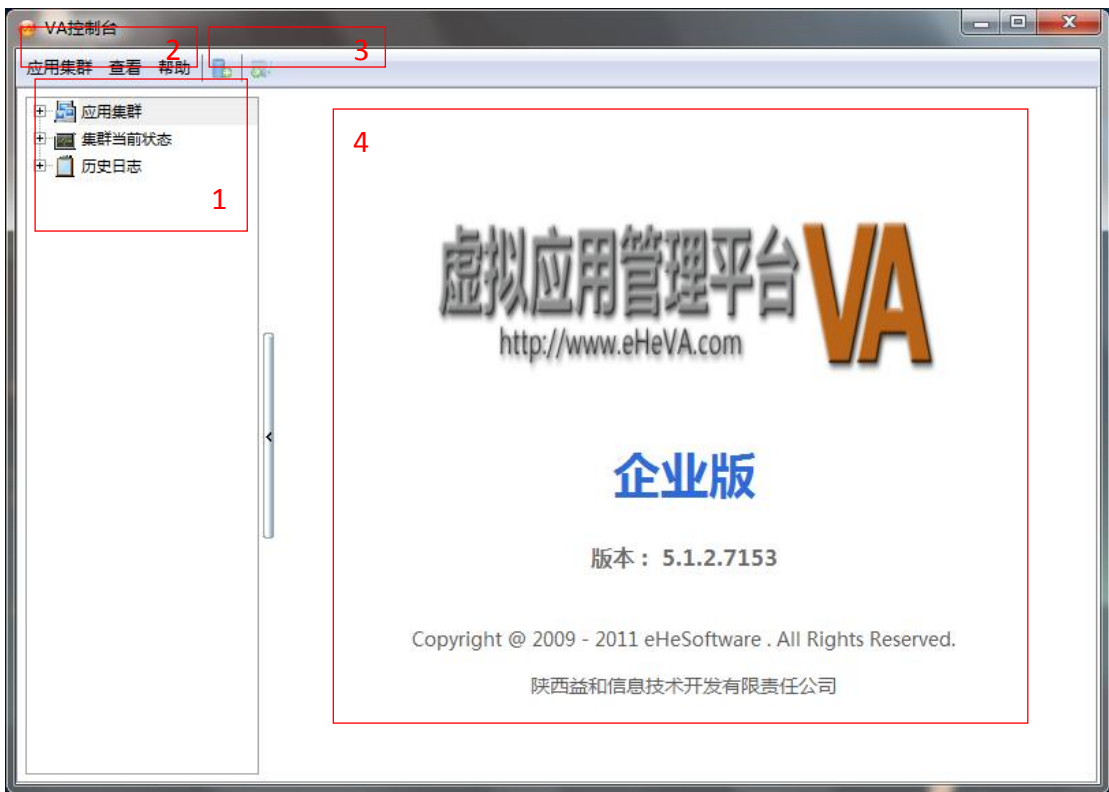 VA控制台
2
3
应用集群 查看 帮助
应用集群
集群当前状态
历史日志
1
4
虚拟应用管理平台 VA
http://www.eHeVA.com
企业版
版本： 5.1.2.7153
Copyright @ 2009 - 2011 eHeSoftware . All Rights Reserved.
陕西益和信息技术开发有限责任公司